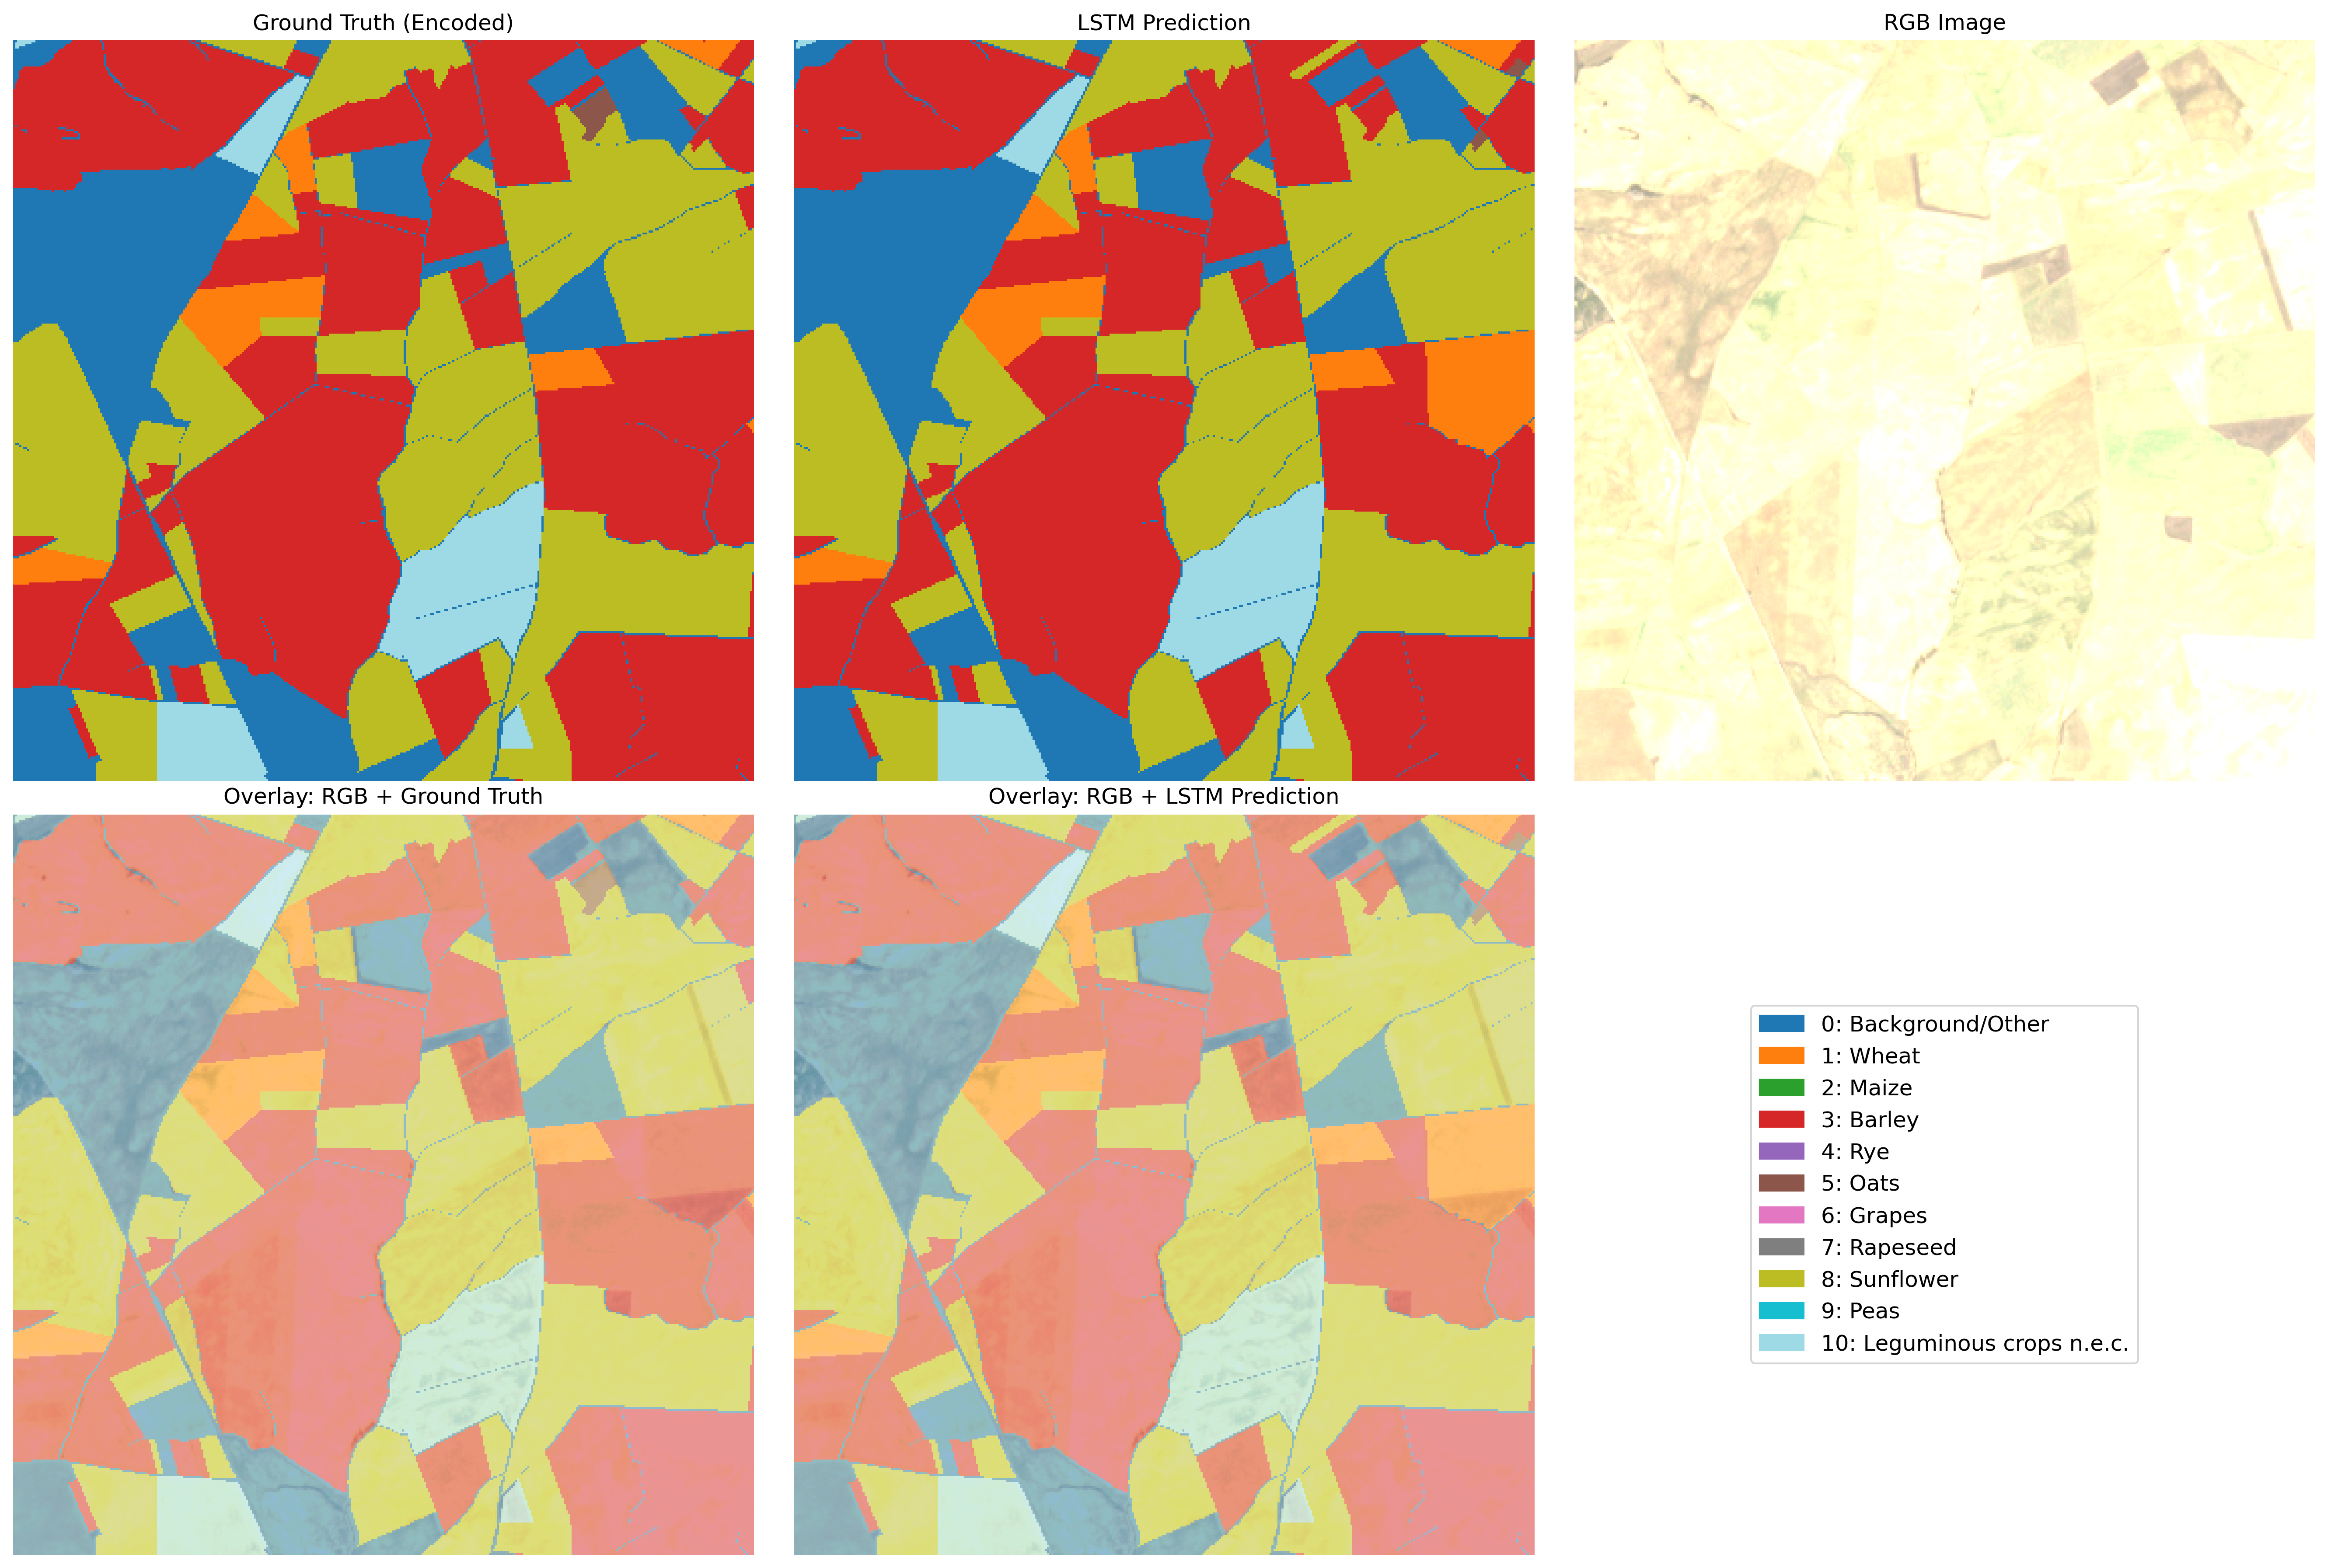 Ground Truth (Encoded)
LSTM Prediction
RGB Image
Overlay: RGB + Ground Truth
Overlay: RGB + LSTM Prediction
0: Background/Other
1: Wheat
2: Maize
3: Barley
4: Rye
5: Oats
6: Grapes
7: Rapeseed
8: Sunflower
9: Peas
10: Leguminous crops n.e.c.